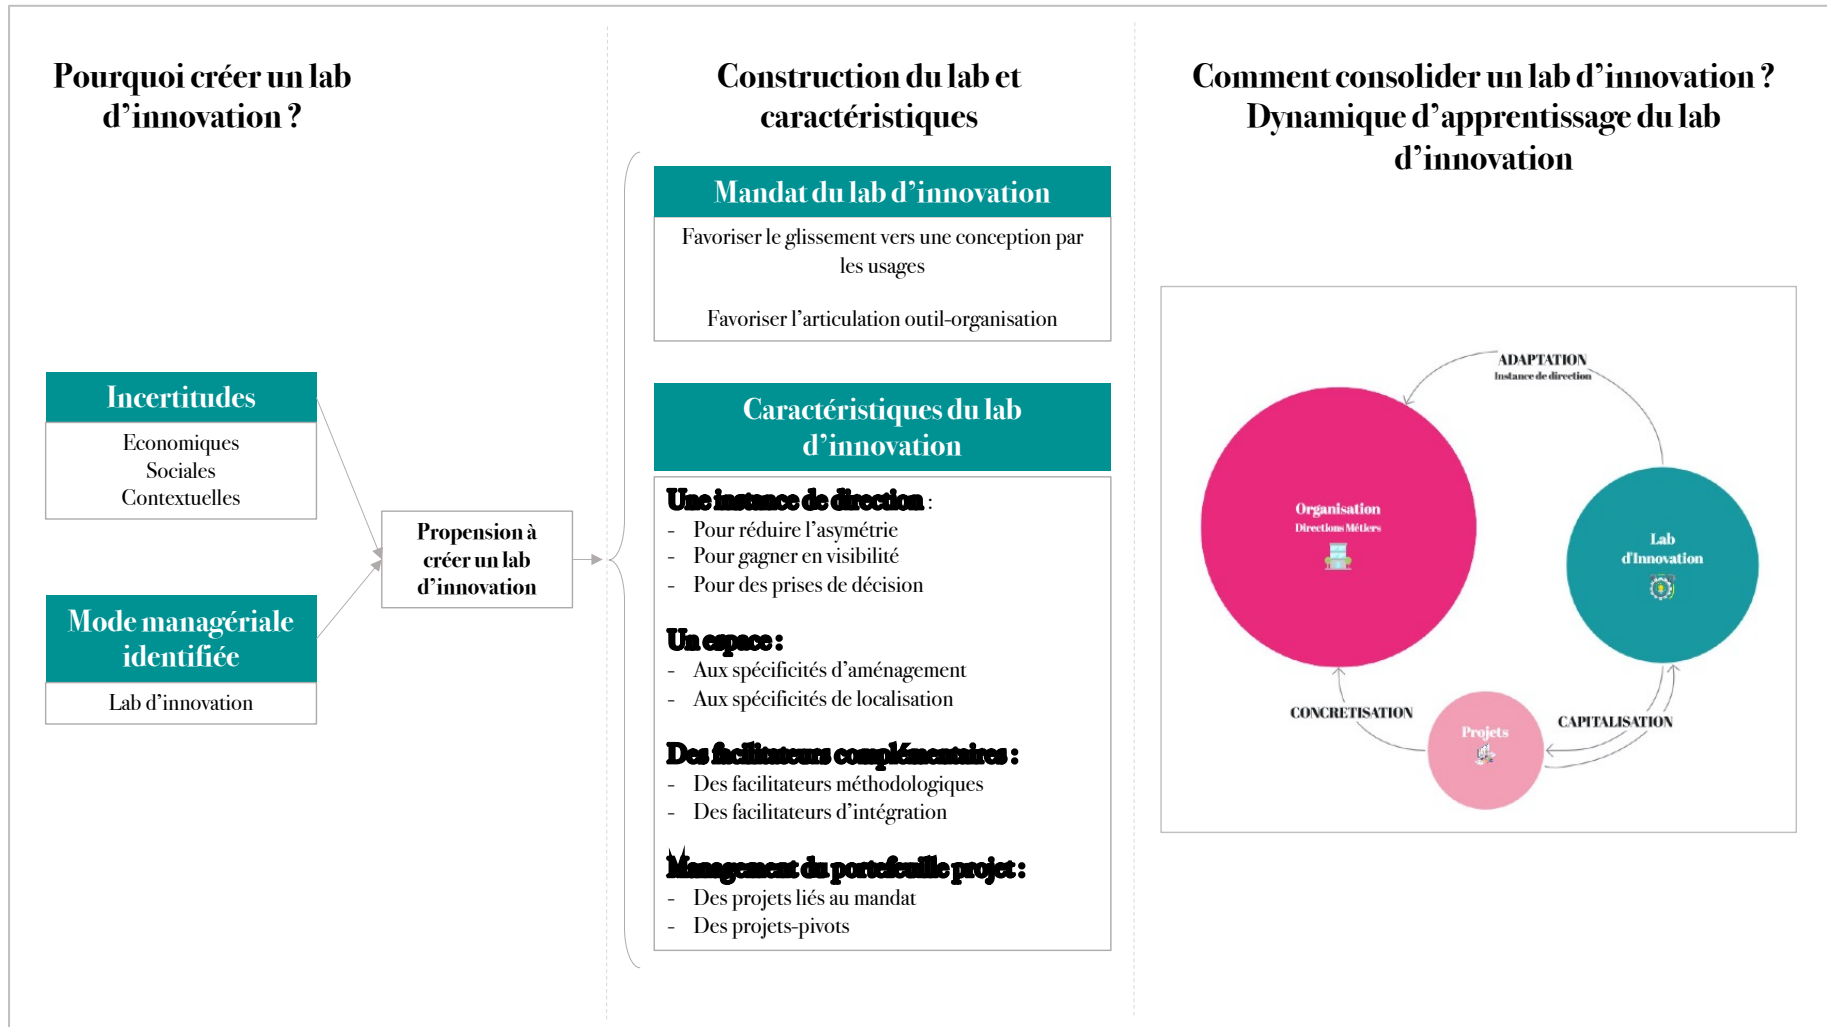 Pourquoi créer un lab
d’innovation ?
Incertitudes
Economiques
Sociales
Contextuelles
Mode managériale
identifiée
Lab d’innovation
Propension à
créer un lab
d’innovation
Construction du lab et
caractéristiques
Mandat du lab d’innovation
Favoriser le glissement vers une conception par
les usages
Favoriser l’articulation outil-organisation
Caractéristiques du lab
d’innovation
Une instance de direction :
- Pour réduire l’asymétrie
- Pour gagner en visibilité
- Pour des prises de décision
Un espace :
- Aux spécificités d’aménagement
- Aux spécificités de localisation
Des facilitateurs complémentaires :
- Des facilitateurs méthodologiques
- Des facilitateurs d’intégration
Management du portefeuille projet :
- Des projets liés au mandat
- Des projets-pivots
Comment consolider un lab d’innovation ?
Dynamique d’apprentissage du lab
d’innovation
ADAPTATION
Instance de direction
Organisation
Directions Métiers
Lab
d'Innovation
CONCRETISATION
CAPITALISATION
Projets